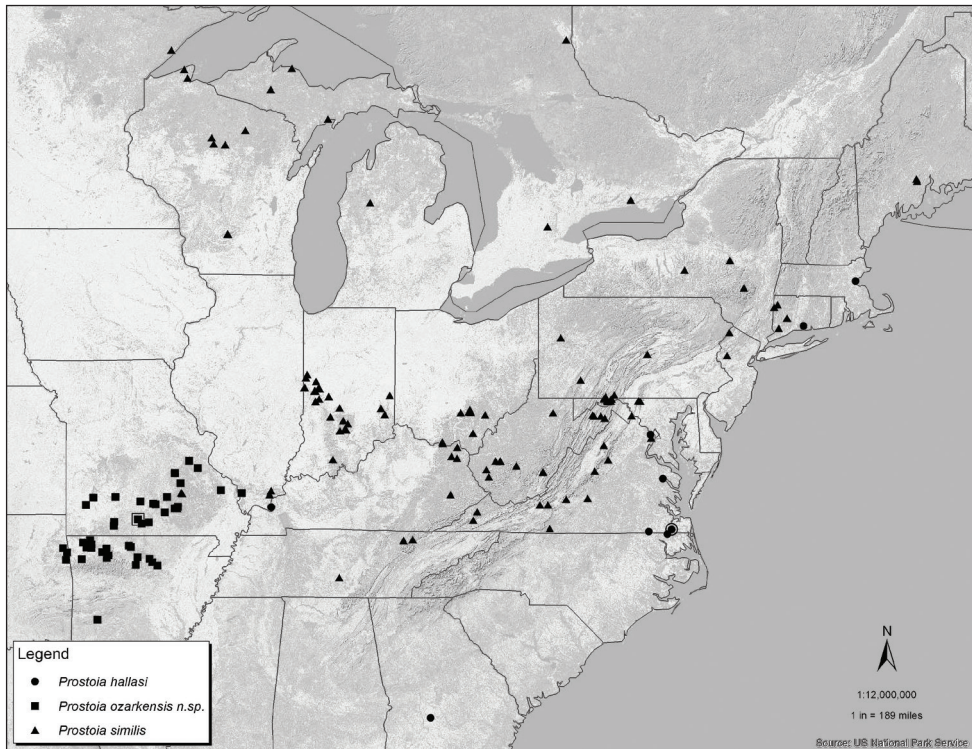 Legend
Prostoia hallasi
Prostoia ozarkensis n.sp.
Prostoia similis
N
1:12,000,000
1 in = 189 miles
Source: US National Park Service